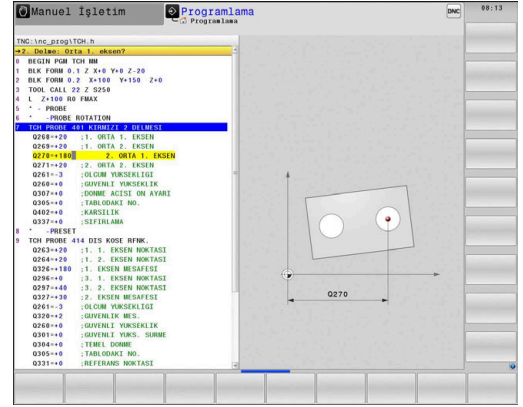 Manuel İşletim
Programlama
Programlama
DNC
08:13
TNC:\nc_prog\TCH.h
→2. Delme: Orta 1. eksen?
0 BEGIN PGM TCH MM
1 BLK FORM 0.1 Z X+0 Y+0 Z-20
2 BLK FORM 0.2 X+100 Y+150 Z+0
3 TOOL CALL 22 Z S250
4 L Z+100 R0 FMAX
5 * - PROBE
6 * -PROBE ROTATION
7 TCH PROBE 401 KIRMIZI 2 DELMESI
Q268=+20 ;1. ORTA 1. EKSEN
Q269=+20 ;1. ORTA 2. EKSEN
Q270=+180 2. ORTA 1. EKSEN
Q271=+20 ;2. ORTA 2. EKSEN
Q261=-3 ;OLCUM YUKSEKLIGI
Q260=+0 ;GUVENLI YUKSEKLIK
Q307=+0 ;DONME ACISI ON AYARI
Q305=+0 ;TABLODAKI NO.
Q402=+0 ;KARSILIK
Q337=+0 ;SIFIRLAMA
8 * -PRESET
9 TCH PROBE 414 DIS KOSE RFNK.
Q263=+20 ;1. 1. EKSEN NOKTASI
Q264=+20 ;1. 2. EKSEN NOKTASI
Q326=+180 ;1. EKSEN MESAFESI
Q296=+0 ;3. 1. EKSEN NOKTASI
Q297=+40 ;3. 2. EKSEN NOKTASI
Q327=+30 ;2. EKSEN MESAFESI
Q261=-3 ;OLCUM YUKSEKLIGI
Q320=+2 ;GUVENLIK MES.
Q260=+0 ;GUVENLI YUKSEKLIK
Q301=+0 ;GUVENLI YUKS. SURME
Q304=+0 ;TEMEL DONME
Q305=+0 ;TABLODAKI NO.
Q331=+0 ;REFERANS NOKTASI
Q270